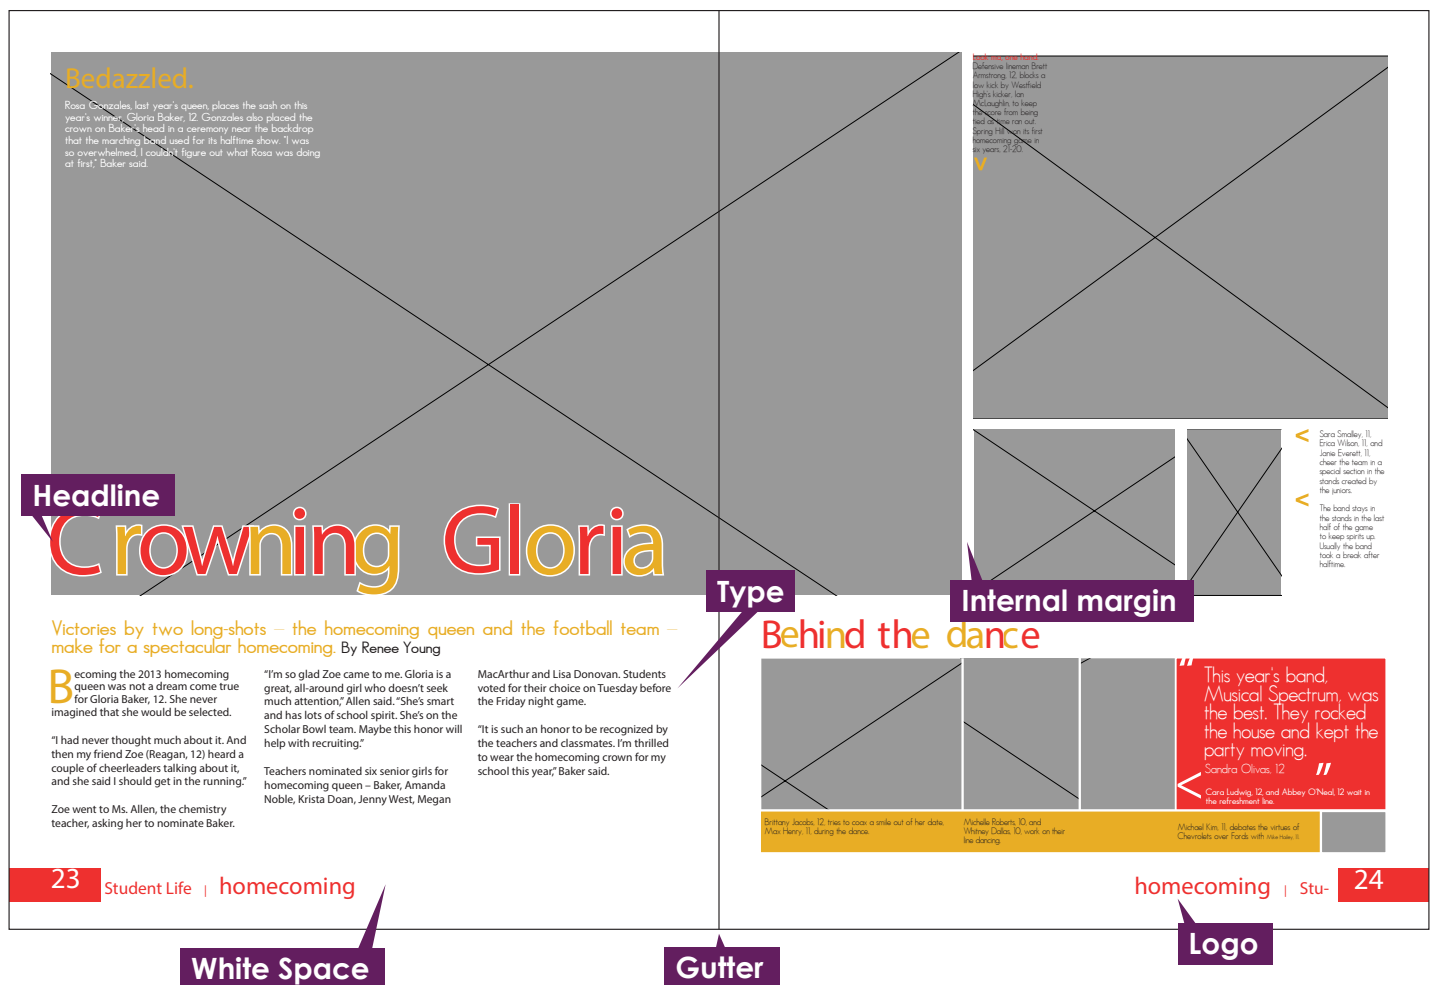 Bedazzled.
Rosa Gonzales, last year's queen, places the sash on this
year's winner, Gloria Baker, 12. Gonzales also placed the
crown on Baker's head in a ceremony near the backdrop
that the marching band used for its halftime show. "I was
so overwhelmed, I couldn't figure out what Rosa was doing
at first," Baker said.
Defensive lineman Brett
Armstrong, 12, blocks a
low kick by Westfield
High's kicker, Ian
McLaughlin, to keep
the score from being
tied as time ran out.
Spring Hill won its first
homecoming game in
six years, 21-20.
v
< Sara Smalley, 11,
Erica Wilson, 11, and
Janie Everett, 11,
cheer the team in a
special section in the
stands created by
the juniors.
< The band stays in
the stands in the last
half of the game
to keep spirits up.
Usually the band
took a break after
halftime.
Headline
Crowning Gloria
Type
Internal margin
Victories by two long-shots – the homecoming queen and the football team –
make for a spectacular homecoming. By Renee Young
Becoming the 2013 homecoming
queen was not a dream come true
for Gloria Baker, 12. She never
imagined that she would be selected.
"I had never thought much about it. And
then my friend Zoe (Reagan, 12) heard a
couple of cheerleaders talking about it,
and she said I should get in the running."
Zoe went to Ms. Allen, the chemistry
teacher, asking her to nominate Baker.
"I'm so glad Zoe came to me. Gloria is a
great, all-around girl who doesn't seek
much attention," Allen said. "She's smart
and has lots of school spirit. She's on the
Scholar Bowl team. Maybe this honor will
help with recruiting."
Teachers nominated six senior girls for
homecoming queen – Baker, Amanda
Noble, Krista Doan, Jenny West, Megan
MacArthur and Lisa Donovan. Students
voted for their choice on Tuesday before
the Friday night game.
"It is such an honor to be recognized by
the teachers and classmates. I'm thrilled
to wear the homecoming crown for my
school this year," Baker said.
Behind the dance
"This year's band,
Musical Spectrum, was
the best. They rocked
the house and kept the
party moving.
Sandra Olivas, 12 "
< Cara Ludwig, 12, and Abbey O'Neal, 12 wait in
the refreshment line.
Brittany Jacobs, 12, tries to coax a smile out of her date,
Max Henry, 11, during the dance.
Michelle Roberts, 10, and
Whitney Dallas, 10, work on their
line dancing.
Michael Kim, 11, debates the virtues of
Chevrolets over Fords with Mike Hailey, 11.
23 Student Life | homecoming
homecoming | Stu- 24
White Space
Gutter
Logo